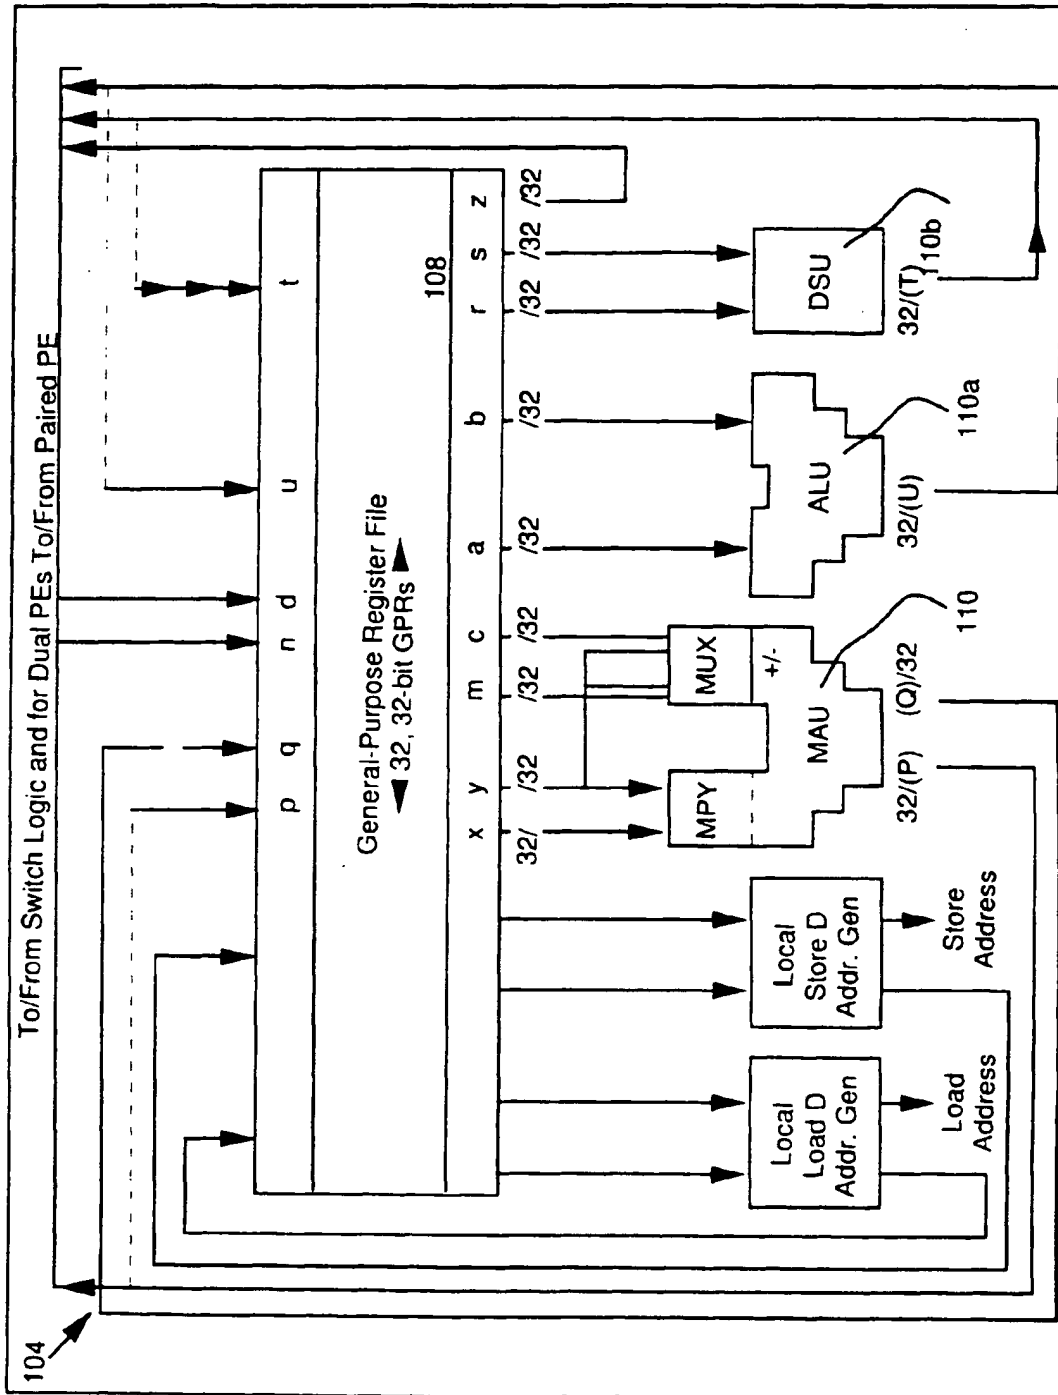 104
To/From Switch Logic and for Dual PEs To/From Paired PE
p q n d u t
General-Purpose Register File
32, 32-bit GPRs
108
x y m c a b r s z
32/ /32 /32 /32 /32 /32 /32 /32 /32
Local
Load D
Addr. Gen
Local
Store D
Addr. Gen
MPY
MUX
+/-
MAU
ALU
DSU
Load
Address
Store
Address
32/(P)
(Q)/32
110
32/(U)
110a
32/(T)
110b